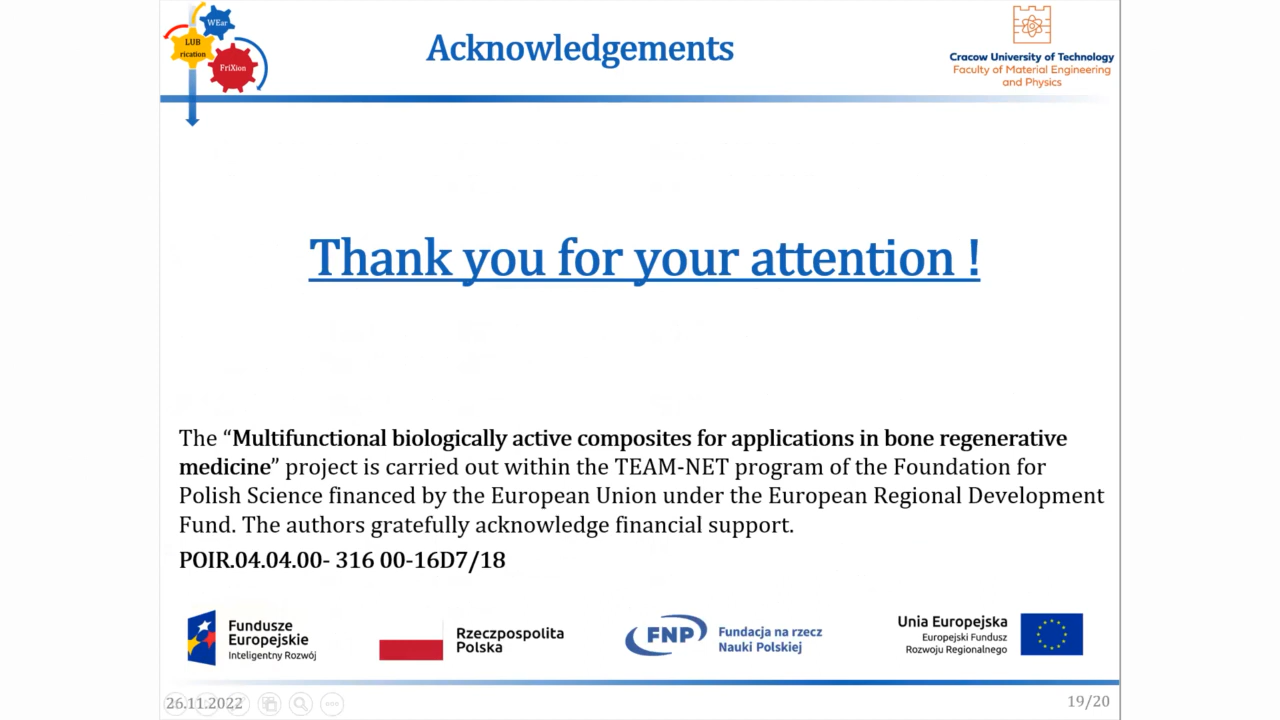 WEar
LUB
rication
FriXion
Acknowledgements
Cracow University of Technology
Faculty of Material Engineering
and Physics
Thank you for your attention !
The “Multifunctional biologically active composites for applications in bone regenerative
medicine” project is carried out within the TEAM-NET program of the Foundation for
Polish Science financed by the European Union under the European Regional Development
Fund. The authors gratefully acknowledge financial support.
POIR.04.04.00- 316 00-16D7/18
Fundusze
Europejskie
Inteligentny Rozwój
Rzeczpospolita
Polska
FNP
Fundacja na rzecz
Nauki Polskiej
Unia Europejska
Europejski Fundusz
Rozwoju Regionalnego
26.11.2022
19/20